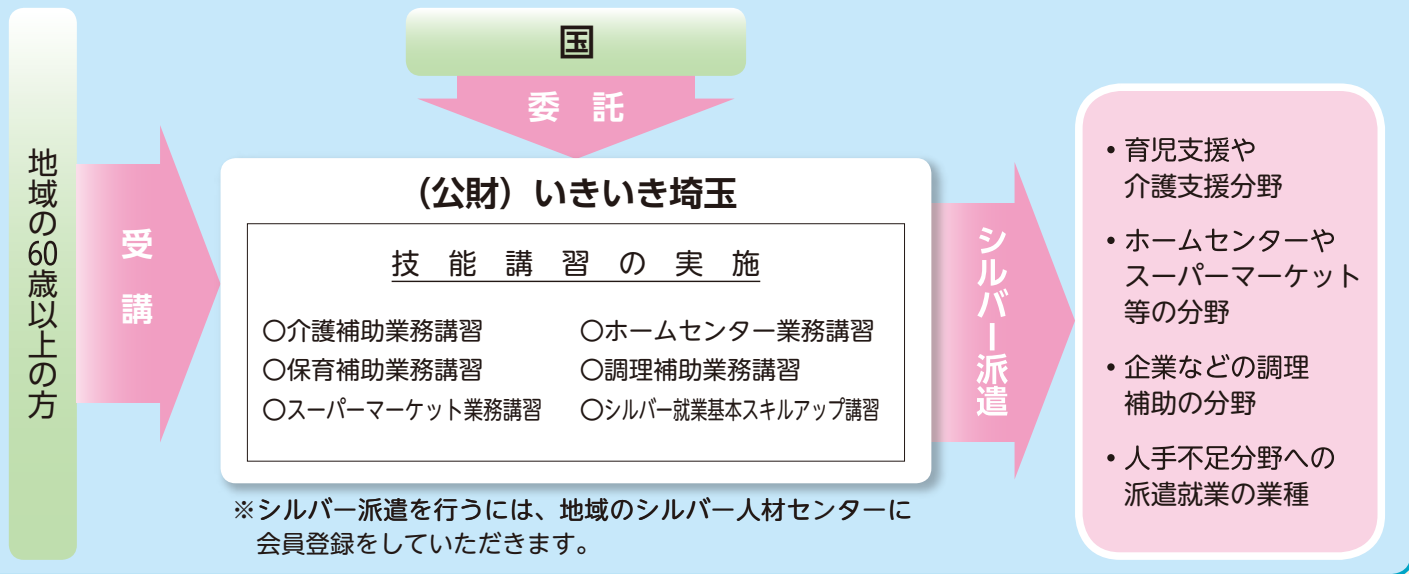 国
委託
地域の60歳以上の方
受講
(公財)いきいき埼玉
技能講習の実施
〇介護補助業務講習
〇ホームセンター業務講習
〇保育補助業務講習
〇調理補助業務講習
〇スーパーマーケット業務講習
〇シルバー就業基本スキルアップ講習
※シルバー派遣を行うには、地域のシルバー人材センターに
会員登録をしていただきます。
シルバー派遣
・育児支援や
介護支援分野
・ホームセンターや
スーパーマーケット
等の分野
・企業などの調理
補助の分野
・人手不足分野への
派遣就業の業種